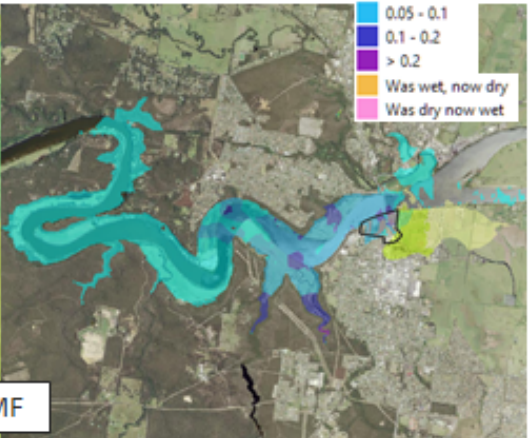 0.05 - 0.1
0.1 - 0.2
> 0.2
Was wet, now dry
Was dry now wet
MF